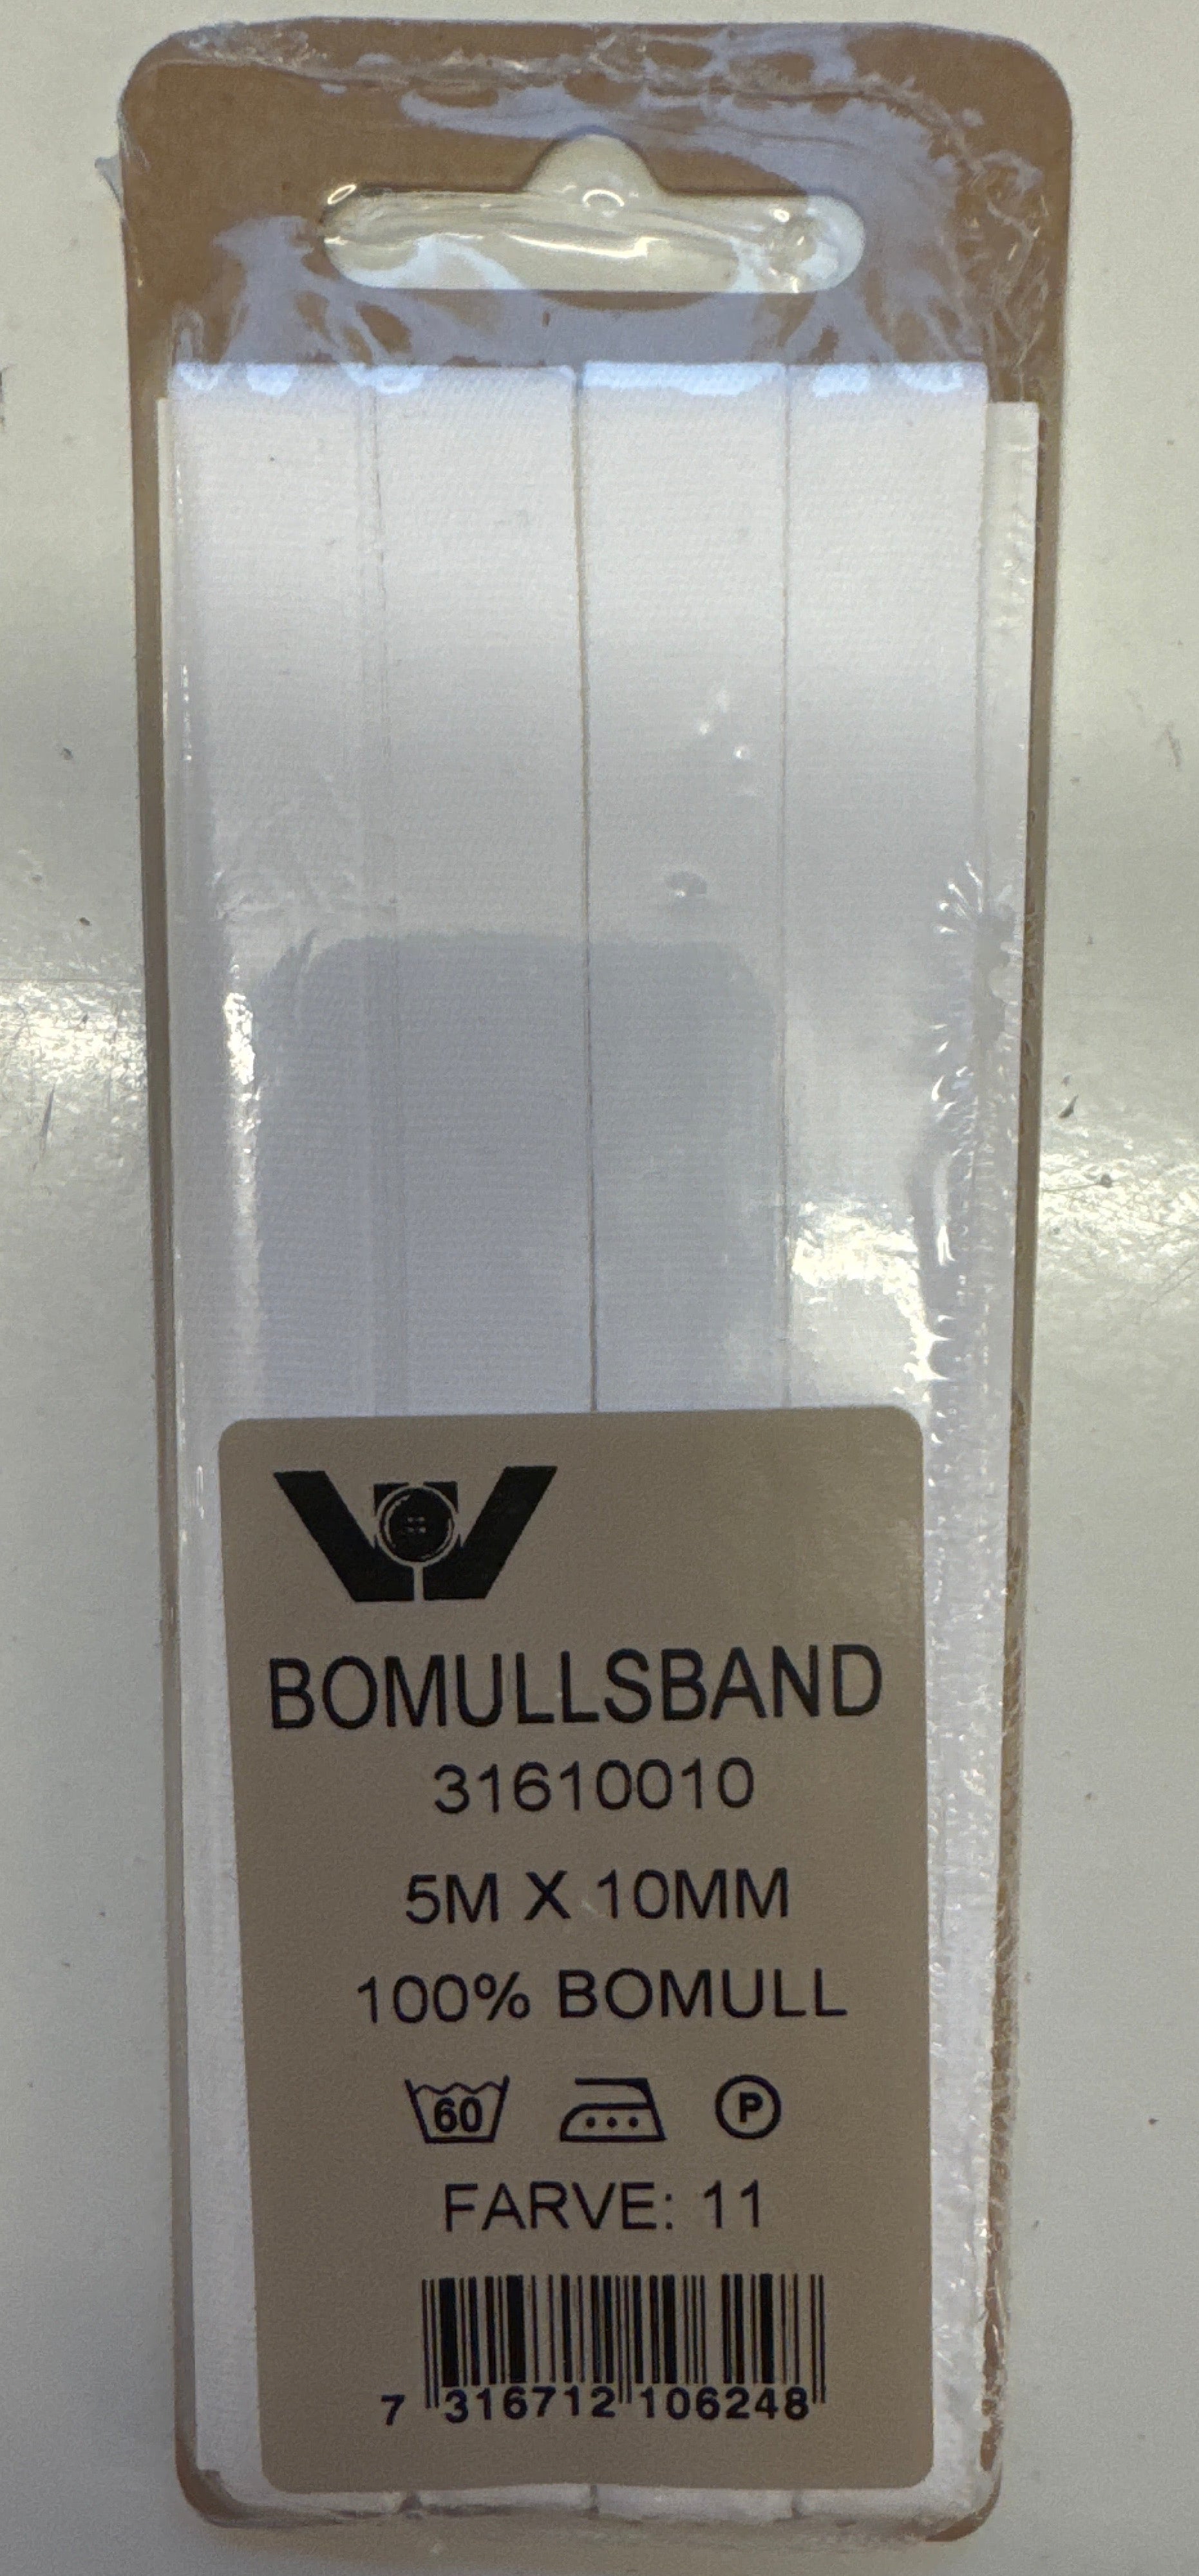 BOMULLSBAND
31610010
5M X 10MM
100% BOMULL
60 P
FARVE: 11
7 316712 106248